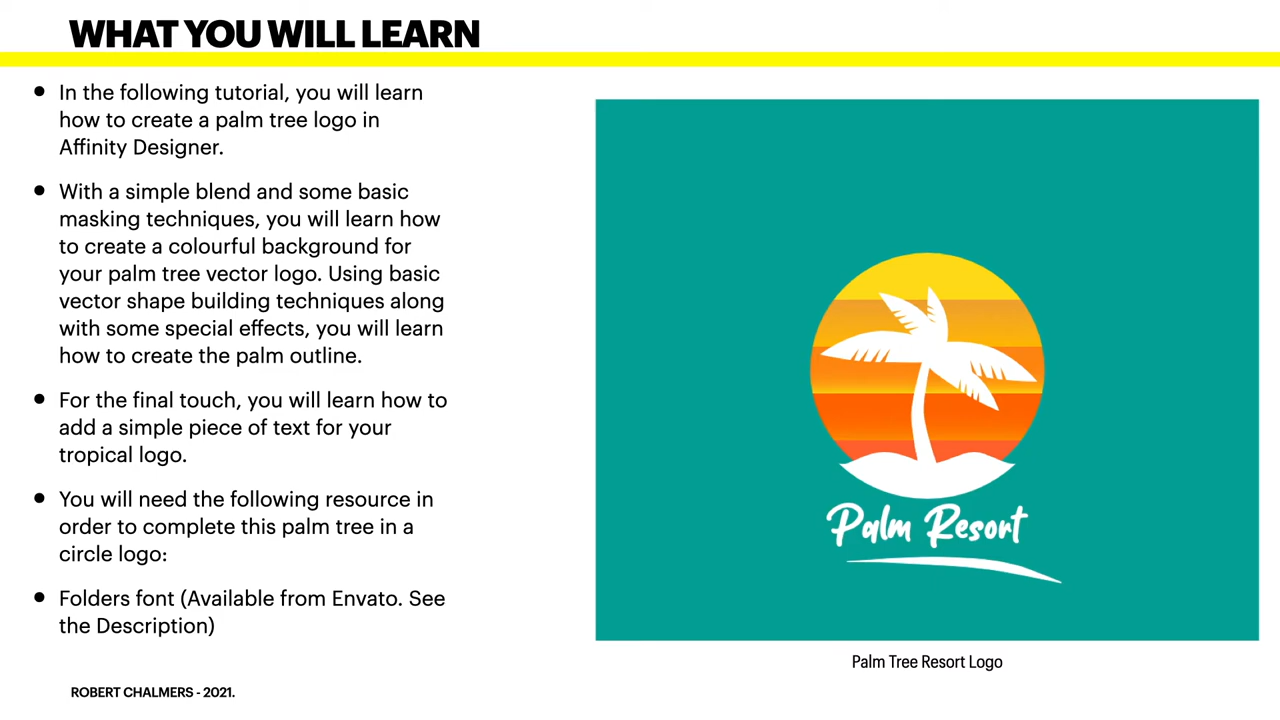 WHAT YOU WILL LEARN
• In the following tutorial, you will learn
how to create a palm tree logo in
Affinity Designer.
• With a simple blend and some basic
masking techniques, you will learn how
to create a colourful background for
your palm tree vector logo. Using basic
vector shape building techniques along
with some special effects, you will learn
how to create the palm outline.
• For the final touch, you will learn how to
add a simple piece of text for your
tropical logo.
• You will need the following resource in
order to complete this palm tree in a
circle logo:
• Folders font (Available from Envato. See
the Description)
Palm Resort
Palm Tree Resort Logo
ROBERT CHALMERS - 2021.